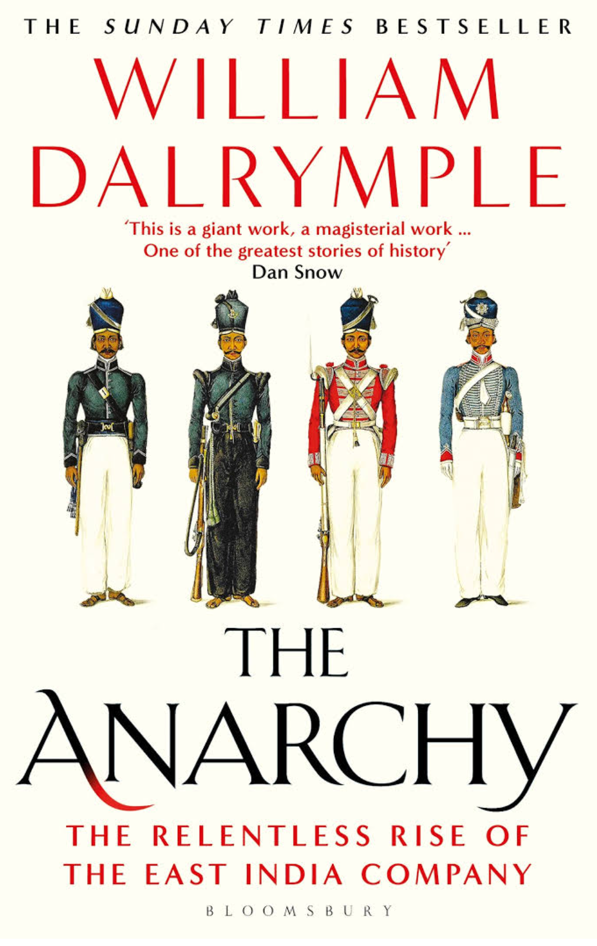 THE SUNDAY TIMES BESTSELLER
WILLIAM
DALRYMPLE
‘This is a giant work, a magisterial work ...
One of the greatest stories of history’
Dan Snow
THE
ANARCHY
THE RELENTLESS RISE OF
THE EAST INDIA COMPANY
BLOOMSBURY